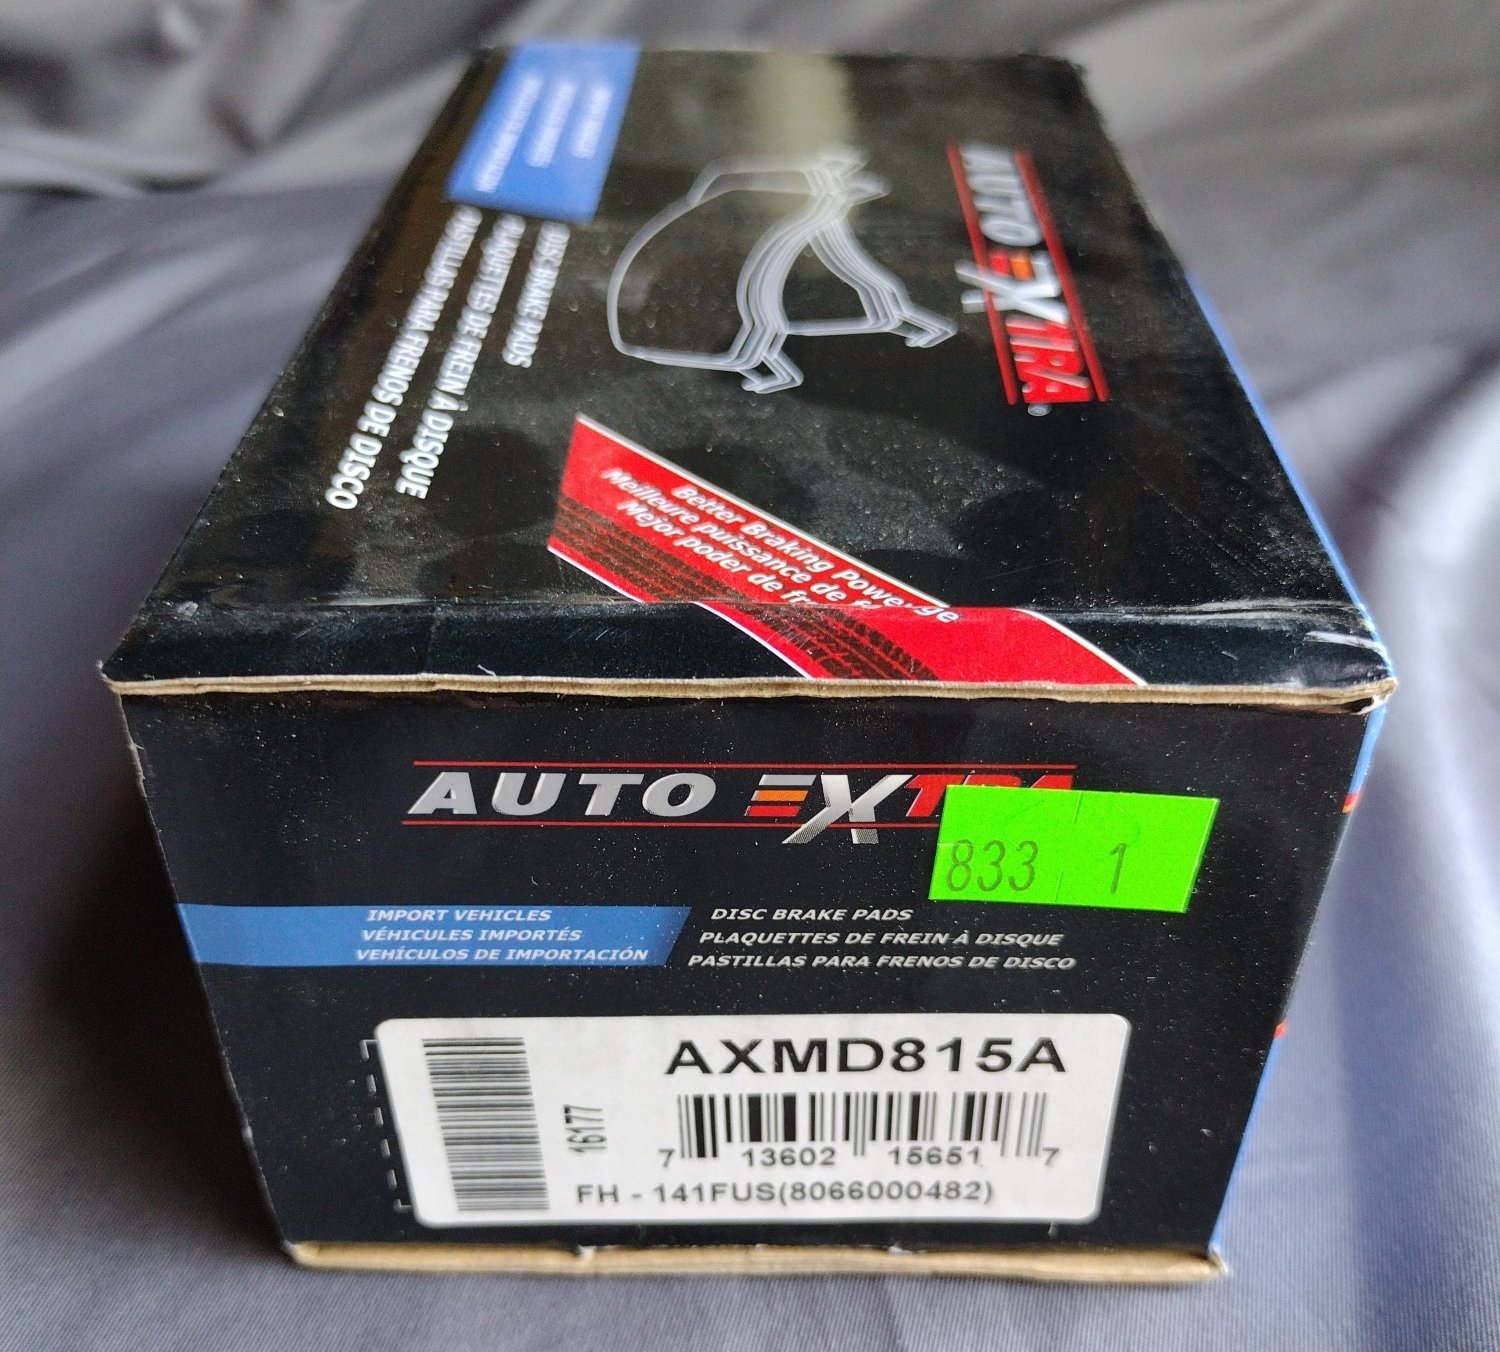 AUTO EXTRA®
DISC BRAKE PADS
PLAQUETTES DE FREIN À DISQUE
PASTILLAS PARA FRENOS DE DISCO
Better Braking Power
Meilleure puissance de
Mejor poder de
AUTO EXTRA
833 1
IMPORT VEHICLES
VÉHICULES IMPORTÉS
VEHÍCULOS DE IMPORTACIÓN
DISC BRAKE PADS
PLAQUETTES DE FREIN À DISQUE
PASTILLAS PARA FRENOS DE DISCO
AXMD815A
16177
7 13602 15651 7
FH - 141FUS(8066000482)